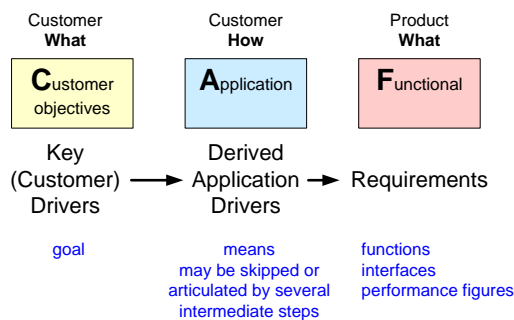 Customer
What
Customer
How
Product
What
Customer
objectives
Application
Functional
Key
(Customer)
Drivers
Derived
Application
Drivers
Requirements
goal
means
may be skipped or
articulated by several
intermediate steps
functions
interfaces
performance figures